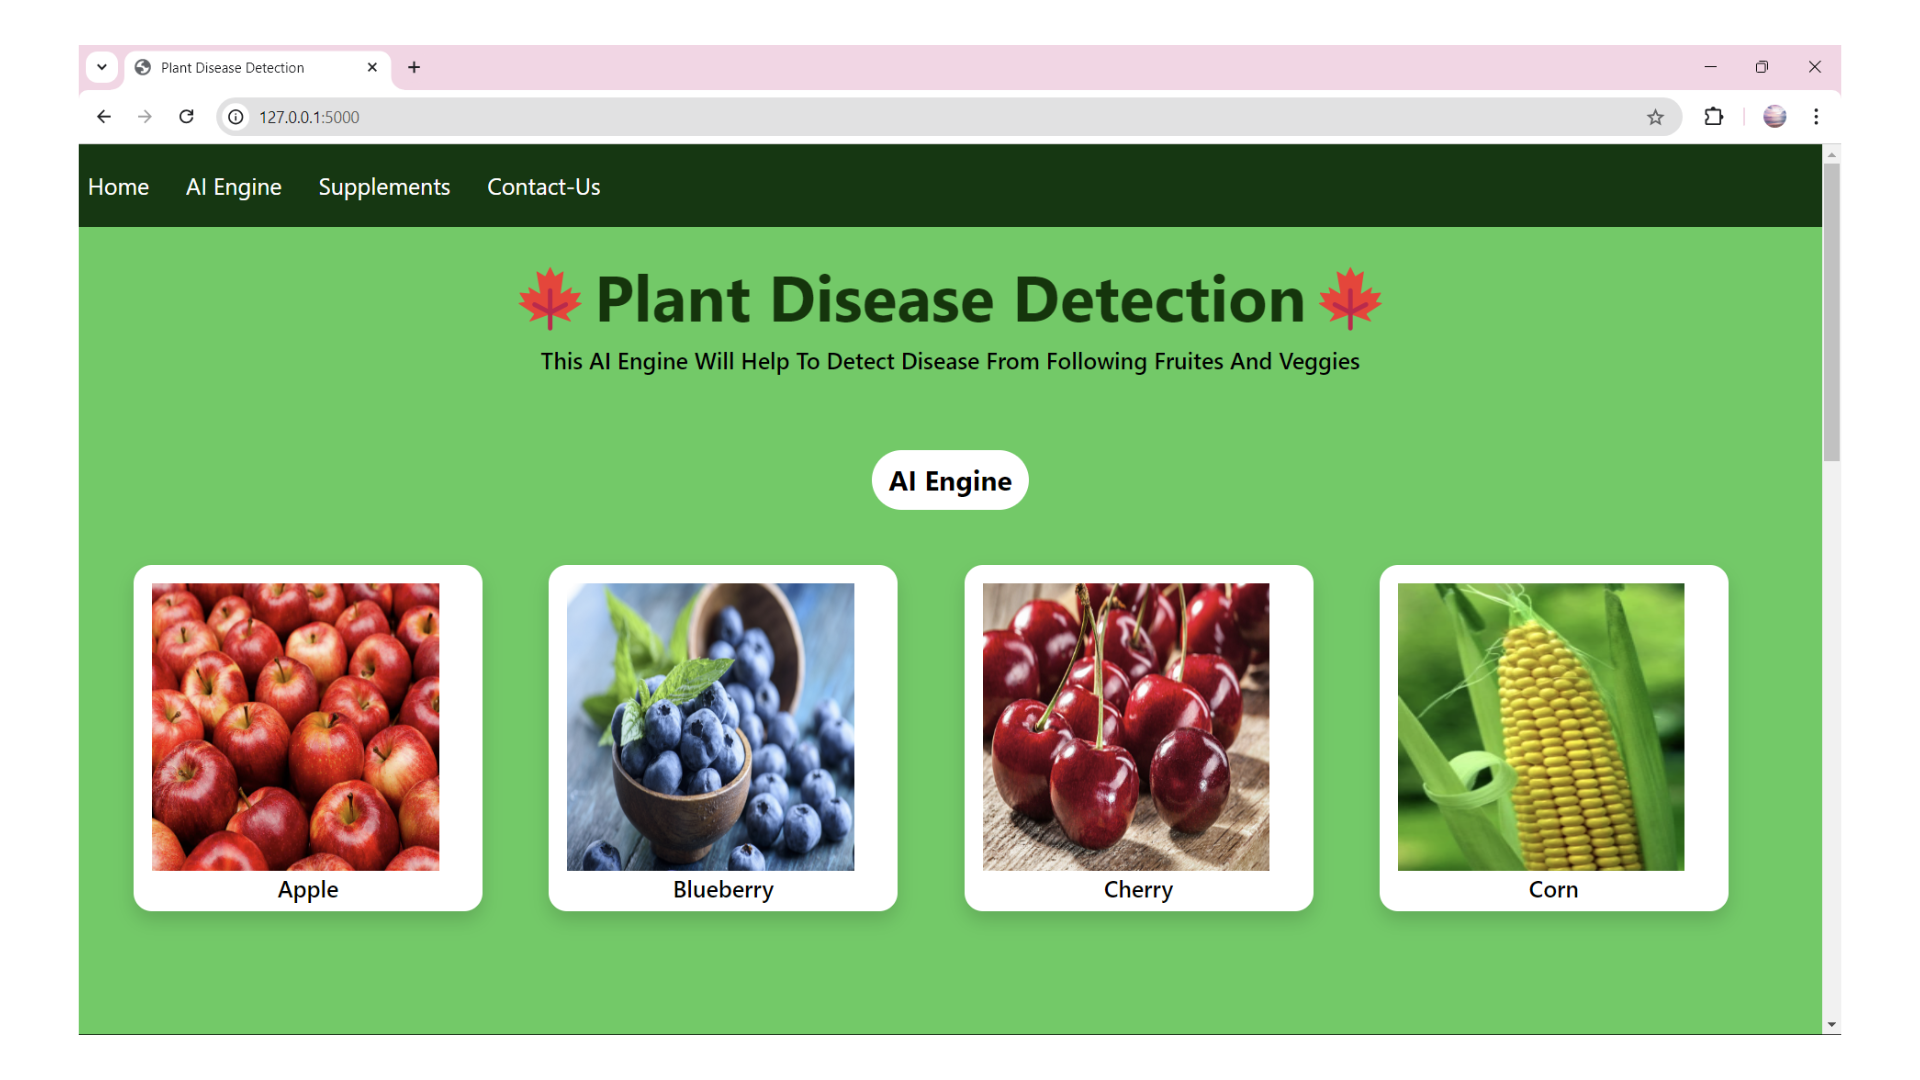 Plant Disease Detection
127.0.0.1:5000
Home AI Engine Supplements Contact-Us
Plant Disease Detection
This AI Engine Will Help To Detect Disease From Following Fruites And Veggies
AI Engine
Apple Blueberry Cherry Corn